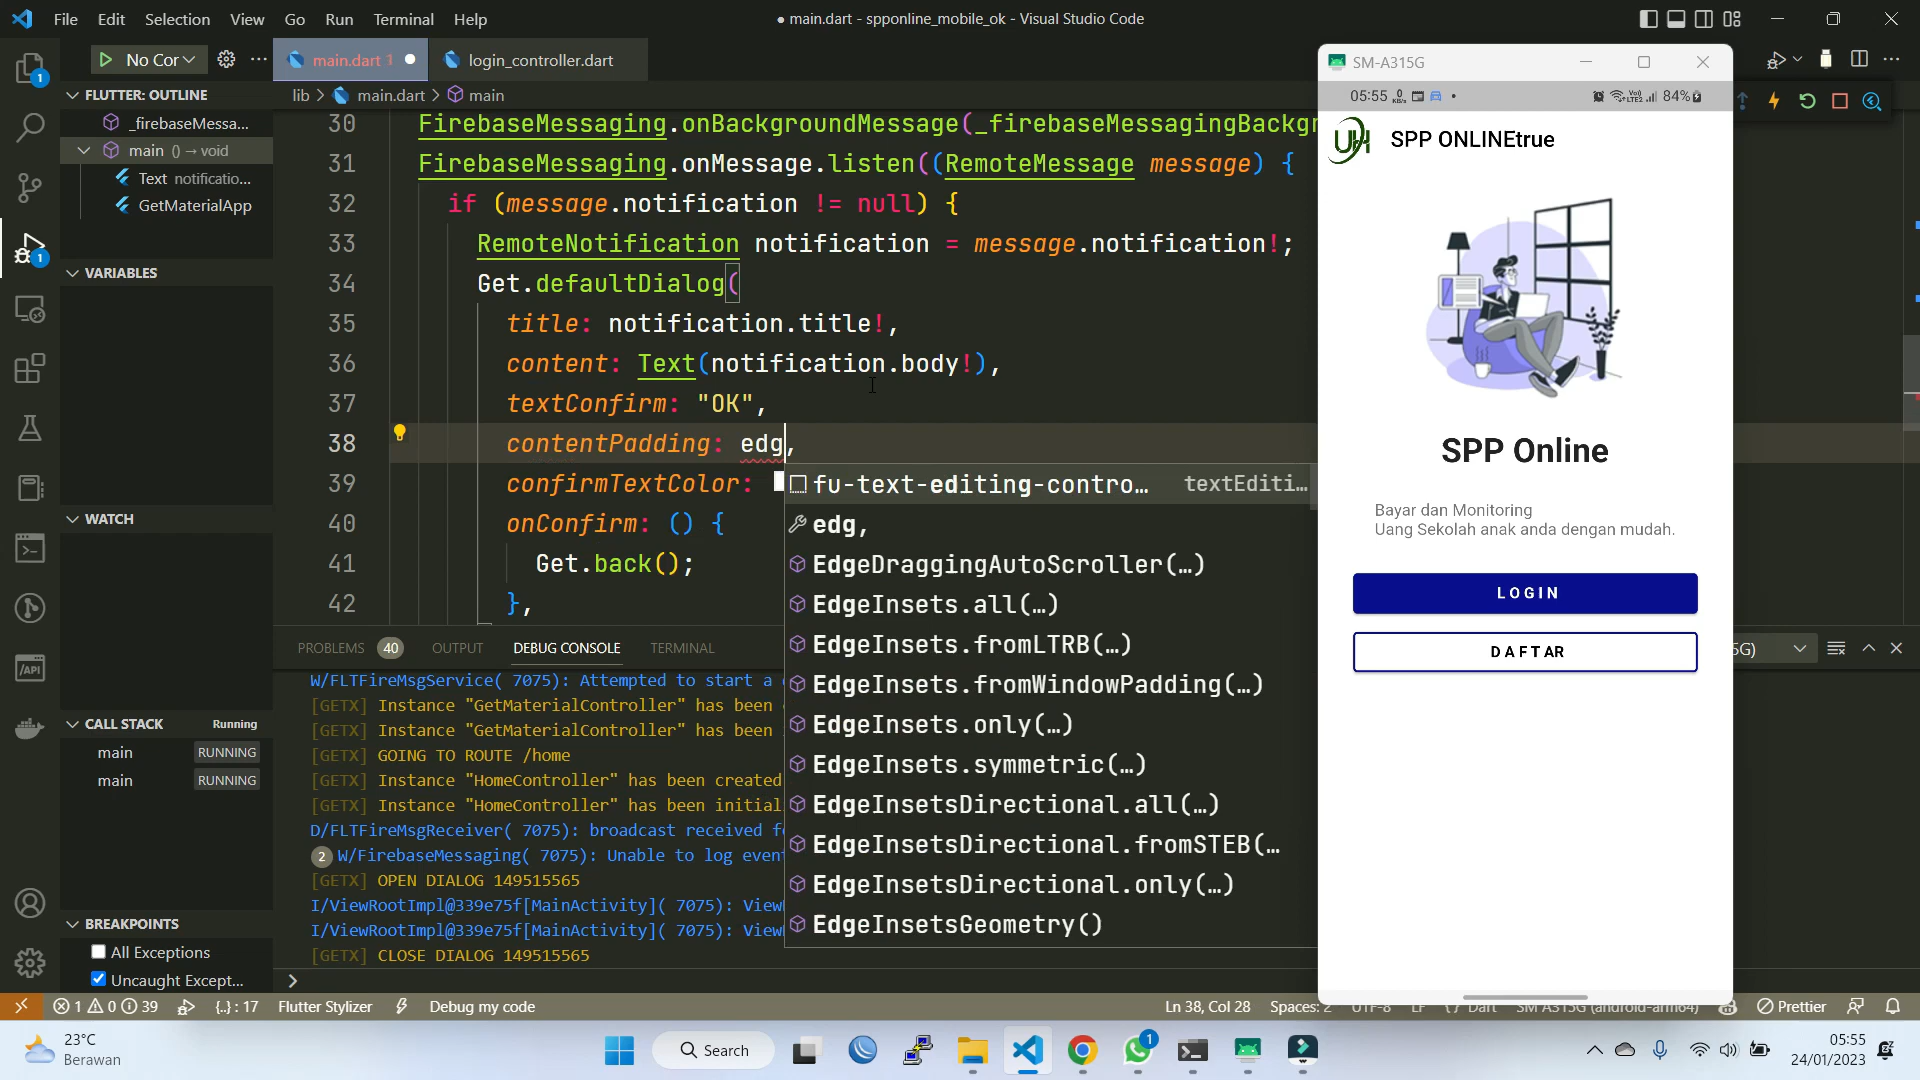 File Edit Selection View Go Run Terminal Help
● main.dart - spponline_mobile_ok - Visual Studio Code
No Cor
main.dart 1
login_controller.dart
lib > main.dart > main
FLUTTER: OUTLINE
_firebaseMessa...
main () → void
Text notificatio...
GetMaterialApp
VARIABLES
WATCH
CALL STACK Running
main RUNNING
main RUNNING
BREAKPOINTS
All Exceptions
Uncaught Except...
30 FirebaseMessaging.onBackgroundMessage(_firebaseMessagingBackgr
31 FirebaseMessaging.onMessage.listen((RemoteMessage message) {
32 if (message.notification != null) {
33 RemoteNotification notification = message.notification!;
34 Get.defaultDialog(
35 title: notification.title!,
36 content: Text(notification.body!),
37 textConfirm: "OK",
38 contentPadding: edg,
39 confirmTextColor:
40 onConfirm: () {
41 Get.back();
42 },
fu-text-editing-contro... textEditi...
edg,
EdgeDraggingAutoScroller(…)
EdgeInsets.all(…)
EdgeInsets.fromLTRB(…)
EdgeInsets.fromWindowPadding(…)
EdgeInsets.only(…)
EdgeInsets.symmetric(…)
EdgeInsetsDirectional.all(…)
EdgeInsetsDirectional.fromSTEB(…
EdgeInsetsDirectional.only(…)
EdgeInsetsGeometry()
PROBLEMS 40 OUTPUT DEBUG CONSOLE TERMINAL
5G)
W/FLTFireMsgService( 7075): Attempted to start a
[GETX] Instance "GetMaterialController" has been
[GETX] Instance "GetMaterialController" has been
[GETX] GOING TO ROUTE /home
[GETX] Instance "HomeController" has been created
[GETX] Instance "HomeController" has been initial
D/FLTFireMsgReceiver( 7075): broadcast received f
2 W/FirebaseMessaging( 7075): Unable to log even
[GETX] OPEN DIALOG 149515565
I/ViewRootImpl@339e75f[MainActivity]( 7075): View
I/ViewRootImpl@339e75f[MainActivity]( 7075): View
[GETX] CLOSE DIALOG 149515565
SM-A315G
05:55 84%
SPP ONLINEtrue
SPP Online
Bayar dan Monitoring
Uang Sekolah anak anda dengan mudah.
LOGIN
DAFTAR
1 0 39 {..} : 17 Flutter Stylizer Debug my code
Ln 38, Col 28 Spaces: 2 UTF-8 LF Dart SM A315G (android-arm64) Prettier
23°C
Berawan
Search
1
05:55
24/01/2023